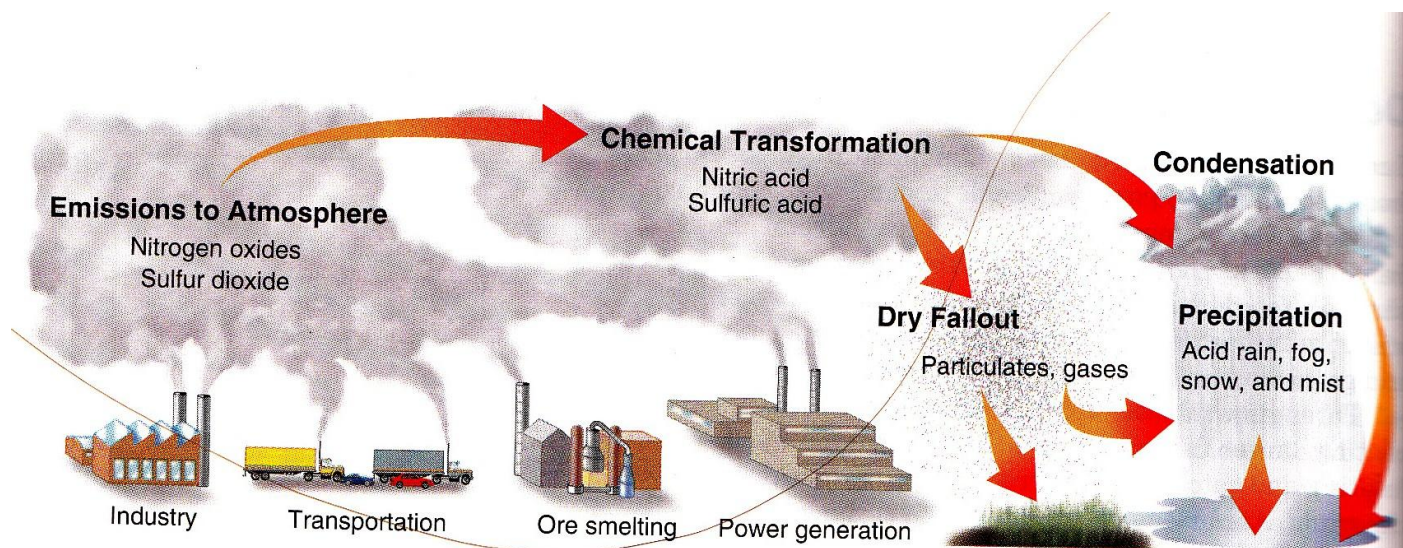 Emissions to Atmosphere
Nitrogen oxides
Sulfur dioxide
Chemical Transformation
Nitric acid
Sulfuric acid
Condensation
Dry Fallout
Particulates, gases
Precipitation
Acid rain, fog,
snow, and mist
Industry
Transportation
Ore smelting
Power generation